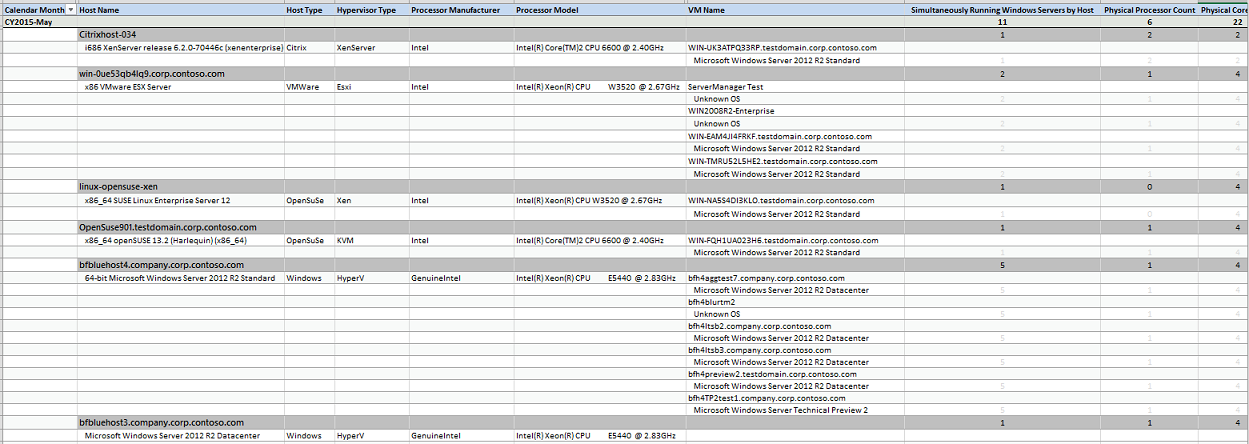 Calendar Month Host Name Host Type Hypervisor Type Processor Manufacturer Processor Model VM Name Simultaneously Running Windows Servers by Host Physical Processor Count Physical Core
CY2015-May 11 6 22
Citrixhost-034 1 2 2
i686 XenServer release 6.2.0-70446c (xenenterprise) Citrix XenServer Intel Intel(R) Core(TM)2 CPU 6600 @ 2.40GHz WIN-UK3ATPQ33RP.testdomain.corp.contoso.com
Microsoft Windows Server 2012 R2 Standard 1 2 2
win-0ue53qb4lq9.corp.contoso.com 2 1 4
x86 VMware ESX Server VMWare Esxi Intel Intel(R) Xeon(R) CPU W3520 @ 2.67GHz ServerManager Test
Unknown OS 2 1 4
WIN2008R2-Enterprise
Unknown OS 2 1 4
WIN-EAM4JI4FRKF.testdomain.corp.contoso.com
Microsoft Windows Server 2012 R2 Standard 2 1 4
WIN-TMRU52L5HE2.testdomain.corp.contoso.com
Microsoft Windows Server 2012 R2 Standard 2 1 4
linux-opensuse-xen 1 0 4
x86_64 SUSE Linux Enterprise Server 12 OpenSuSe Xen Intel Intel(R) Xeon(R) CPU W3520 @ 2.67GHz WIN-NA5S4DI3KLO.testdomain.corp.contoso.com
Microsoft Windows Server 2012 R2 Standard 1 0 4
OpenSuse901.testdomain.corp.contoso.com 1 1 4
x86_64 openSUSE 13.2 (Harlequin) (x86_64) OpenSuSe KVM Intel Intel(R) Core(TM)2 CPU 6600 @ 2.40GHz WIN-FQH1UA023H6.testdomain.corp.contoso.com
Microsoft Windows Server 2012 R2 Standard 1 1 4
bfbluehost4.company.corp.contoso.com 5 1 4
64-bit Microsoft Windows Server 2012 R2 Standard Windows HyperV GenuineIntel Intel(R) Xeon(R) CPU E5440 @ 2.83GHz bfh4aggtest7.company.corp.contoso.com
Microsoft Windows Server 2012 R2 Datacenter 5 1 4
bfh4blurtm2
Unknown OS 5 1 4
bfh4ltsb2.company.corp.contoso.com
Microsoft Windows Server 2012 R2 Datacenter 5 1 4
bfh4ltsb3.company.corp.contoso.com
Microsoft Windows Server 2012 R2 Datacenter 5 1 4
bfh4preview2.testdomain.corp.contoso.com
Microsoft Windows Server 2012 R2 Datacenter 5 1 4
bfh4TP2test1.company.corp.contoso.com
Microsoft Windows Server Technical Preview 2 5 1 4
bfbluehost3.company.corp.contoso.com 1 1 4
Microsoft Windows Server 2012 R2 Datacenter Windows HyperV GenuineIntel Intel(R) Xeon(R) CPU E5440 @ 2.83GHz